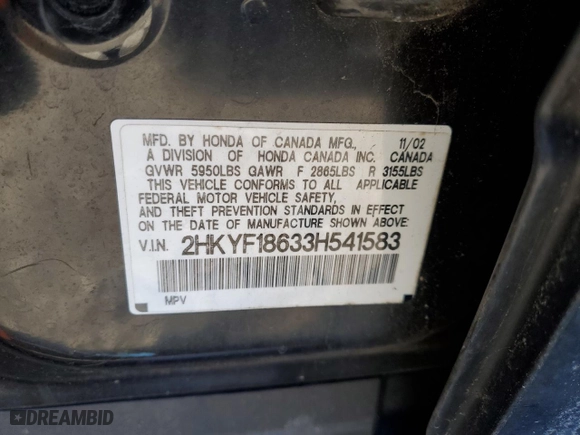 MFD. BY HONDA OF CANADA MFG., 11/02
A DIVISION OF HONDA CANADA INC. CANADA
GVWR 5950LBS GAWR F 2865LBS R 3155LBS
THIS VEHICLE CONFORMS TO ALL APPLICABLE
FEDERAL MOTOR VEHICLE SAFETY,
AND THEFT PREVENTION STANDARD IN EFFECT
ON THE DATE OF MANUFACTURE SHOWN ABOVE.
V.I.N. 2HKYF18633H541583
MPV
DREAMBID